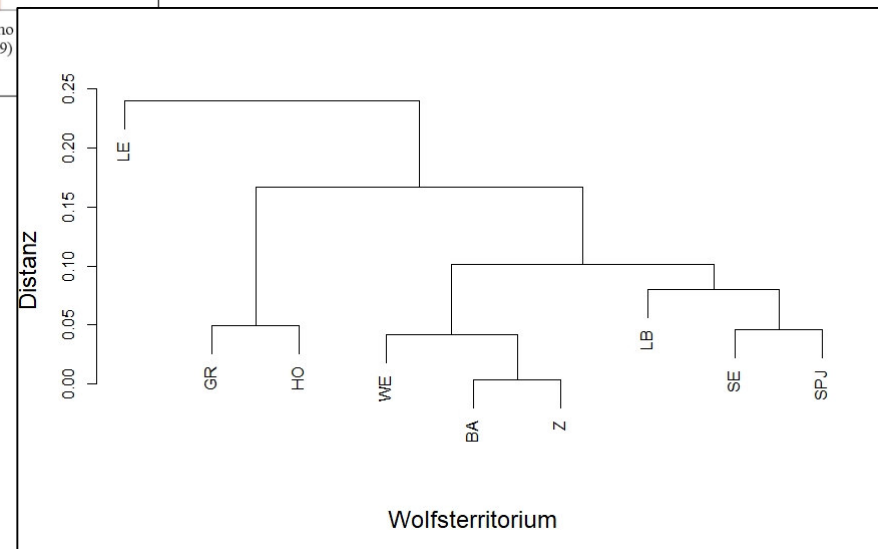 no
9)
0.25
0.20
0.15
0.10
0.05
0.00
Distanz
LE
GR
HO
WE
BA
Z
LB
SE
SPJ
Wolfsterritorium